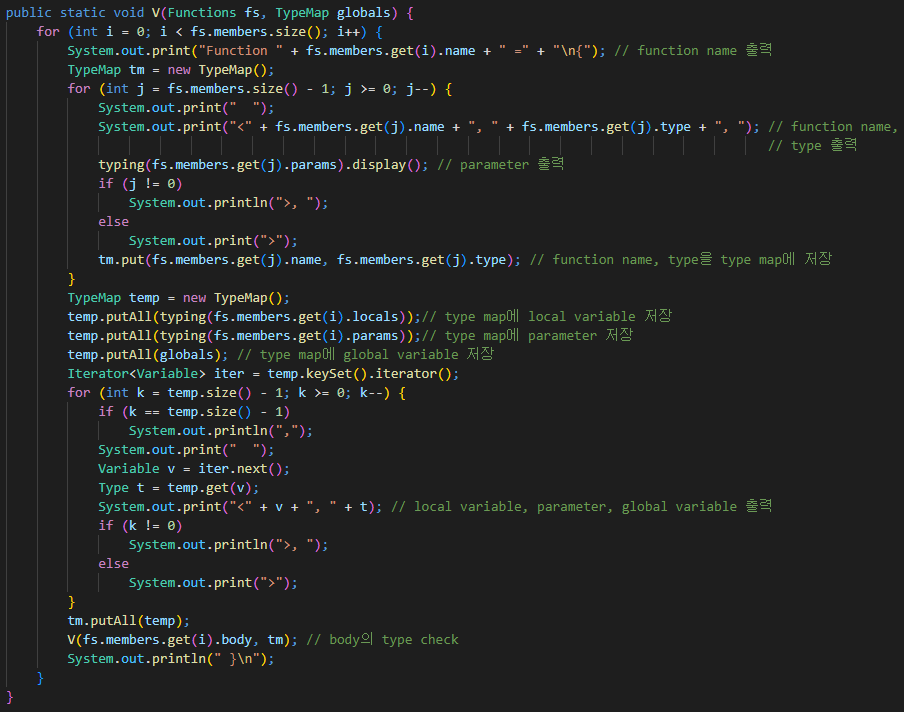 public static void V(Functions fs, TypeMap globals) {
for (int i = 0; i < fs.members.size(); i++) {
System.out.print("Function " + fs.members.get(i).name + " =" + "\n{"); // function name 출력
TypeMap tm = new TypeMap();
for (int j = fs.members.size() - 1; j >= 0; j--) {
System.out.print("  ");
System.out.print("<" + fs.members.get(j).name + ", " + fs.members.get(j).type + ", "); // function name,
// type 출력
typing(fs.members.get(j).params).display(); // parameter 출력
if (j != 0)
System.out.println(">, ");
else
System.out.print(">");
tm.put(fs.members.get(j).name, fs.members.get(j).type); // function name, type을 type map에 저장
}
TypeMap temp = new TypeMap();
temp.putAll(typing(fs.members.get(i).locals));// type map에 local variable 저장
temp.putAll(typing(fs.members.get(i).params));// type map에 parameter 저장
temp.putAll(globals); // type map에 global variable 저장
Iterator<Variable> iter = temp.keySet().iterator();
for (int k = temp.size() - 1; k >= 0; k--) {
if (k == temp.size() - 1)
System.out.println(",");
System.out.print("  ");
Variable v = iter.next();
Type t = temp.get(v);
System.out.print("<" + v + ", " + t); // local variable, parameter, global variable 출력
if (k != 0)
System.out.println(">, ");
else
System.out.print(">");
}
tm.putAll(temp);
V(fs.members.get(i).body, tm); // body의 type check
System.out.println(" }\n");
}
}